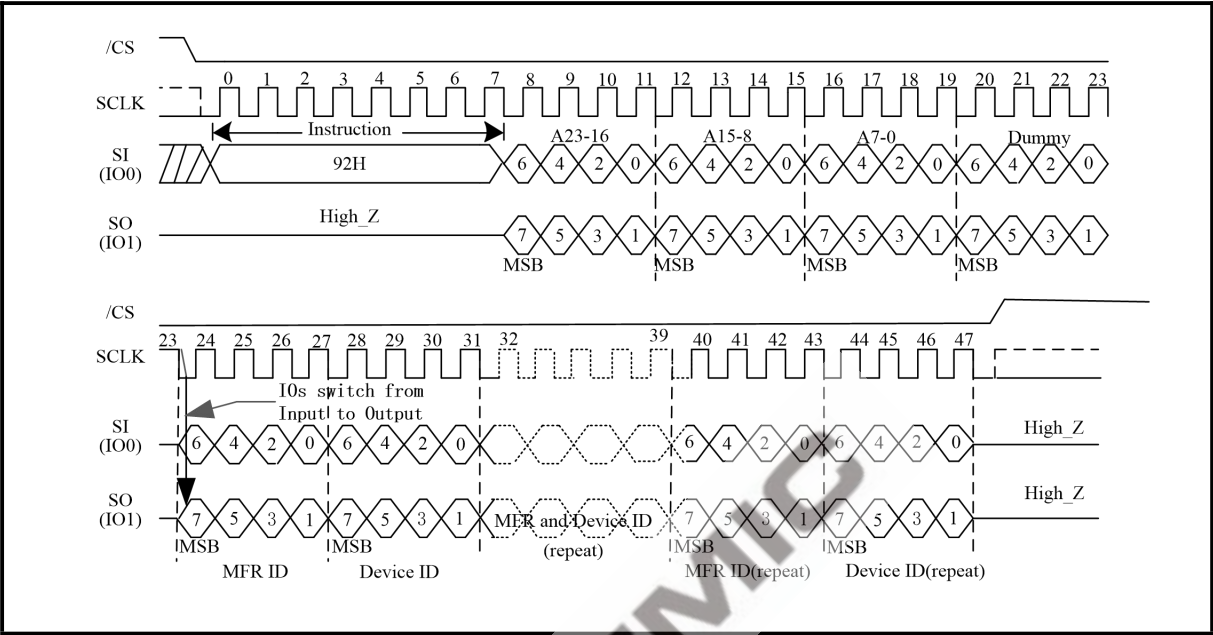 /CS
0 1 2 3 4 5 6 7 8 9 10 11 12 13 14 15 16 17 18 19 20 21 22 23
SCLK
Instruction A23-16 A15-8 A7-0 Dummy
SI
(IO0)
92H 6 4 2 0 6 4 2 0 6 4 2 0 6 4 2 0
SO
(IO1)
High_Z 7 5 3 1 7 5 3 1 7 5 3 1 7 5 3 1
MSB MSB MSB MSB
/CS
23 24 25 26 27 28 29 30 31 32 39 40 41 42 43 44 45 46 47
SCLK
IOs switch from
Input to Output
SI
(IO0)
6 4 2 0 6 4 2 0 6 4 2 0 6 4 2 0 High_Z
SO
(IO1)
7 5 3 1 7 5 3 1 MFR and Device ID 7 5 3 1 7 5 3 1 High_Z
(repeat)
MSB MSB MSB MSB
MFR ID Device ID MFR ID(repeat) Device ID(repeat)